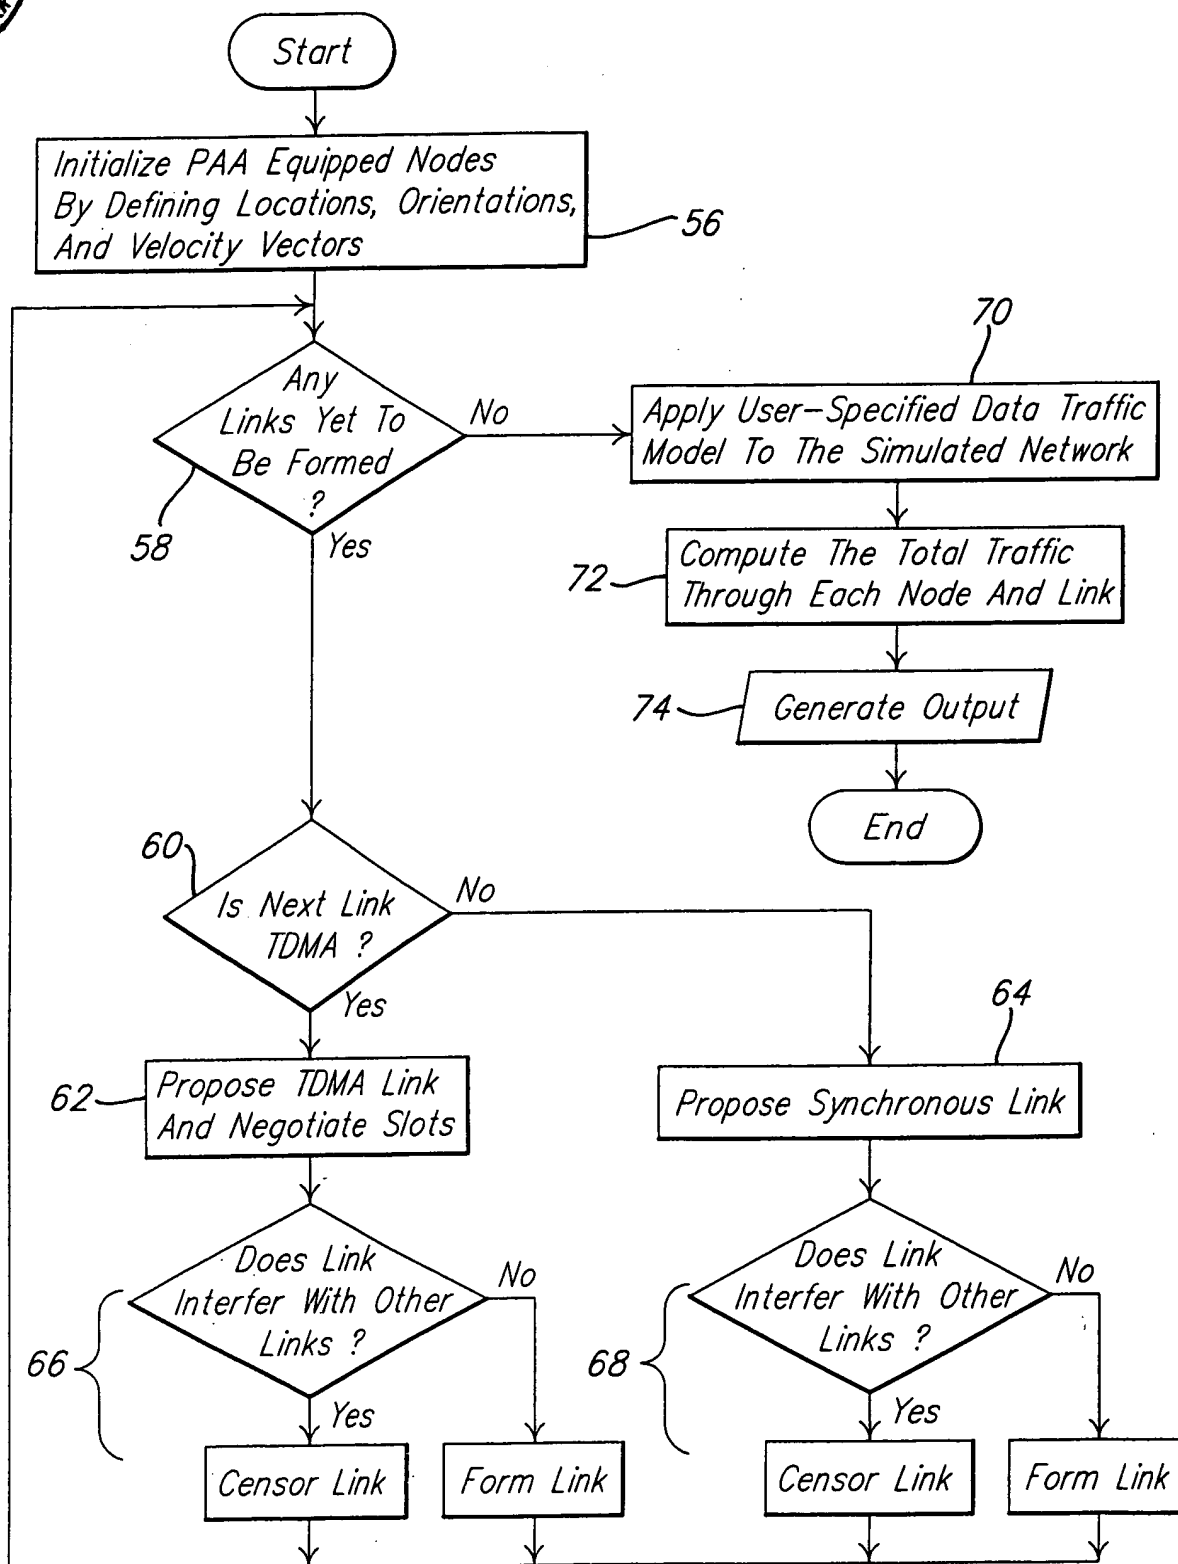 Start
Initialize PAA Equipped Nodes
By Defining Locations, Orientations,
And Velocity Vectors
56
Any
Links Yet To
Be Formed
?
58
No
Yes
70
Apply User-Specified Data Traffic
Model To The Simulated Network
72
Compute The Total Traffic
Through Each Node And Link
74
Generate Output
End
60
Is Next Link
TDMA ?
No
Yes
62
Propose TDMA Link
And Negotiate Slots
64
Propose Synchronous Link
66
Does Link
Interfer With Other
Links ?
No
Yes
Censor Link
Form Link
68
Does Link
Interfer With Other
Links ?
No
Yes
Censor Link
Form Link